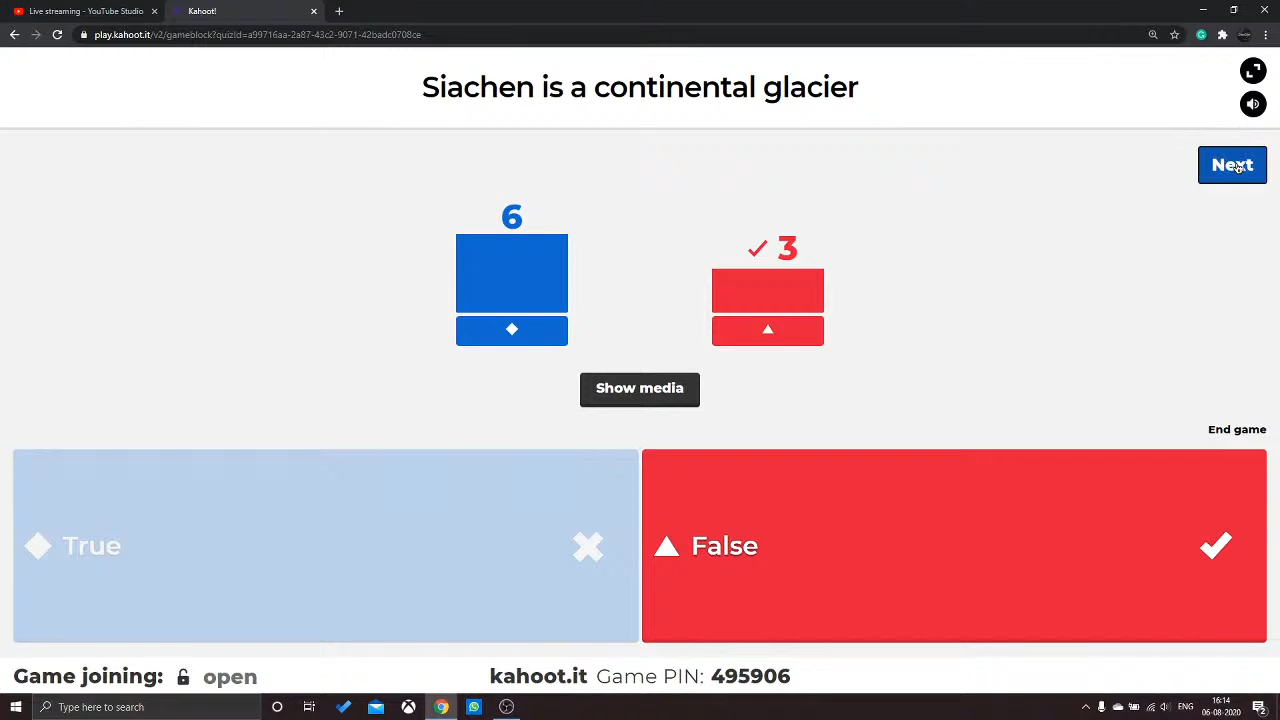 Live streaming - YouTube Studio
Kahoot!
play.kahoot.it/v2/gameblock?quizId=a99716aa-2a87-43c2-9071-42badc0708ce
Siachen is a continental glacier
Next
6
3
Show media
End game
True
False
Game joining: open
kahoot.it Game PIN: 495906
Type here to search
16:14
06-08-2020